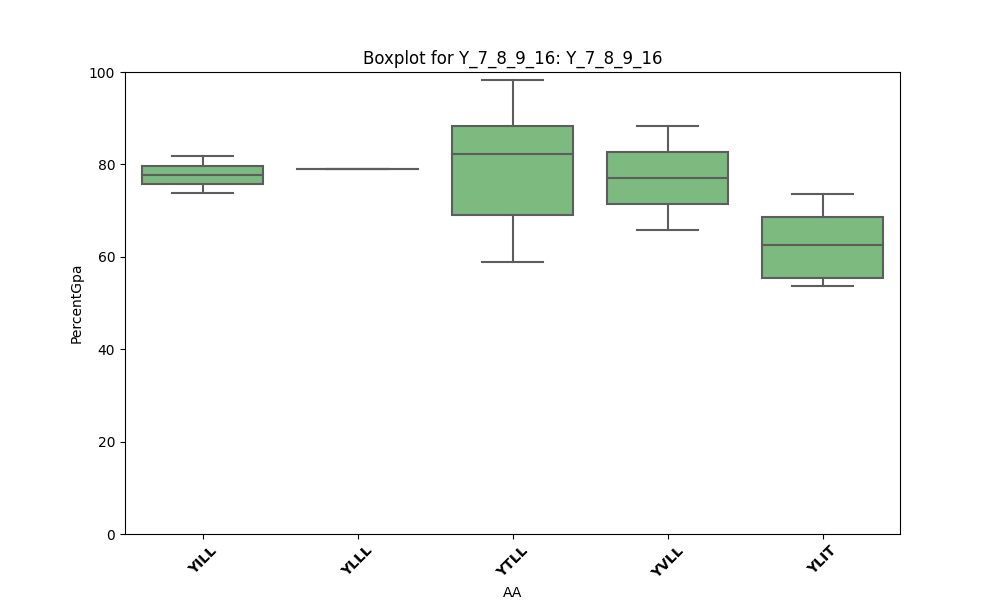 Boxplot for Y_7_8_9_16: Y_7_8_9_16
100
80
60
40
20
0
PercentGpa
YILL
YLLL
YTLL
YVLL
YLIT
AA